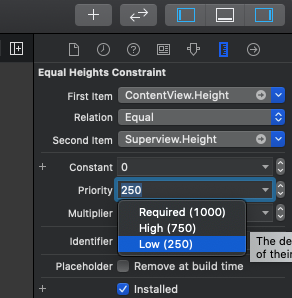 Equal Heights Constraint
First Item ContentView.Height
Relation Equal
Second Item Superview.Height
+ Constant 0
Priority 250
Multiplier
Required (1000)
High (750)
Low (250)
Identifier
The de
of their
Placeholder Remove at build time
+ Installed